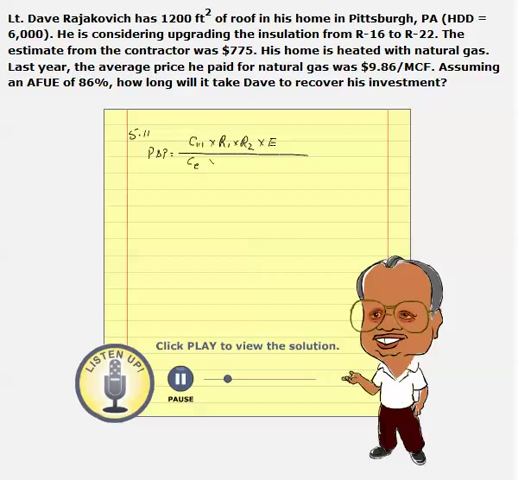 Lt. Dave Rajakovich has 1200 ft² of roof in his home in Pittsburgh, PA (HDD =
6,000). He is considering upgrading the insulation from R-16 to R-22. The
estimate from the contractor was $775. His home is heated with natural gas.
Last year, the average price he paid for natural gas was $9.86/MCF. Assuming
an AFUE of 86%, how long will it take Dave to recover his investment?
5.11
C × R₁ × R₂ × E
PBP =
Ce
Click PLAY to view the solution.
LISTEN UP!
PAUSE